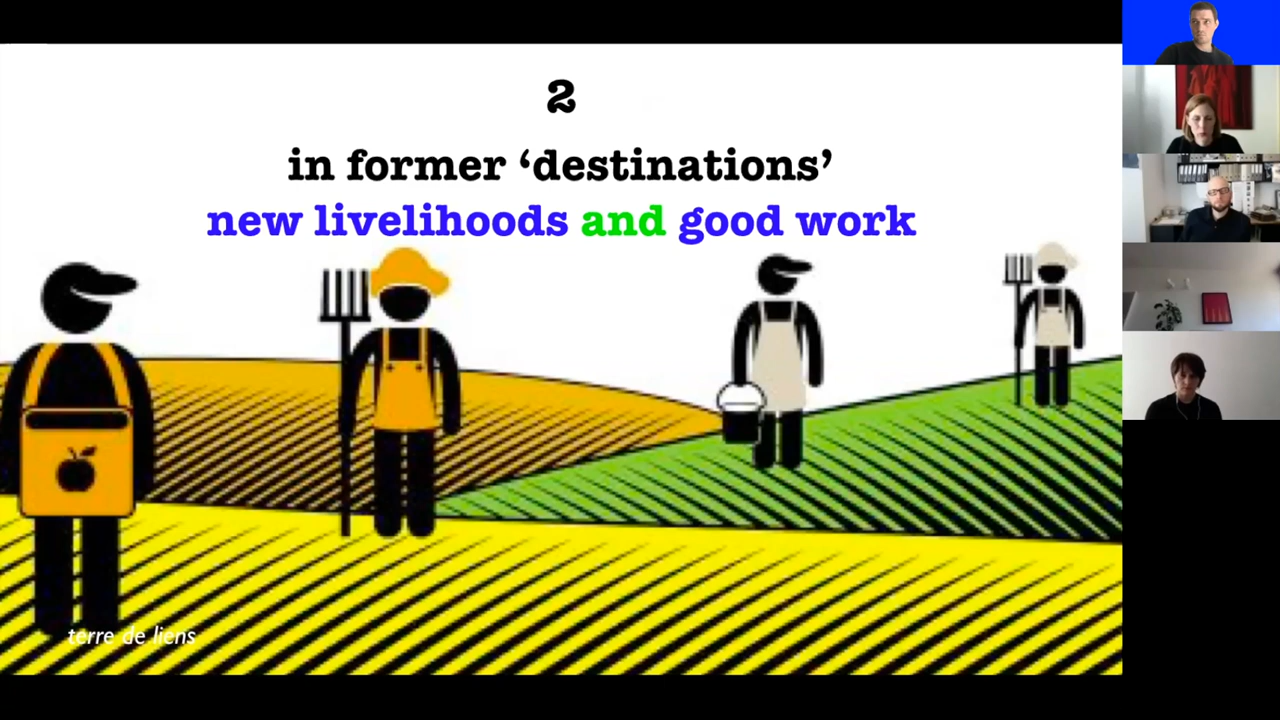 2
in former ‘destinations’
new livelihoods and good work
terre de liens